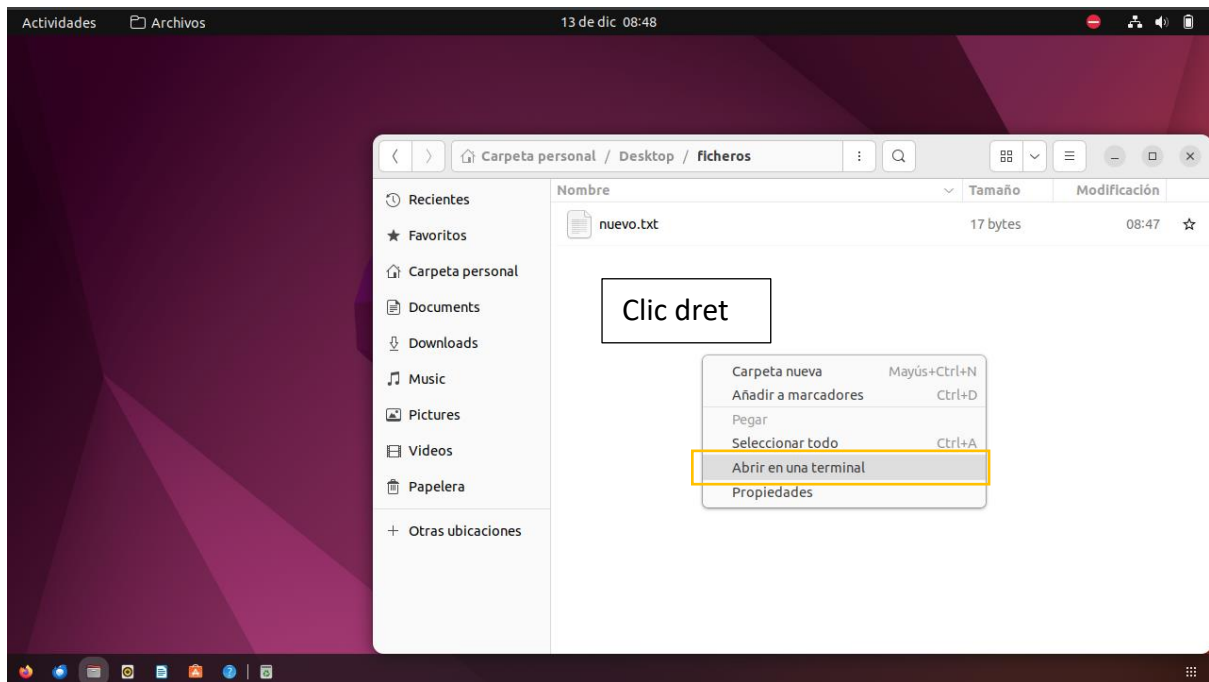 Actividades Archivos 13 de dic 08:48
Carpeta personal / Desktop / ficheros
Recientes
Favoritos
Carpeta personal
Documents
Downloads
Music
Pictures
Videos
Papelera
+ Otras ubicaciones
Nombre Tamaño Modificación
nuevo.txt 17 bytes 08:47
Clic dret
Carpeta nueva Mayús+Ctrl+N
Añadir a marcadores Ctrl+D
Pegar
Seleccionar todo Ctrl+A
Abrir en una terminal
Propiedades